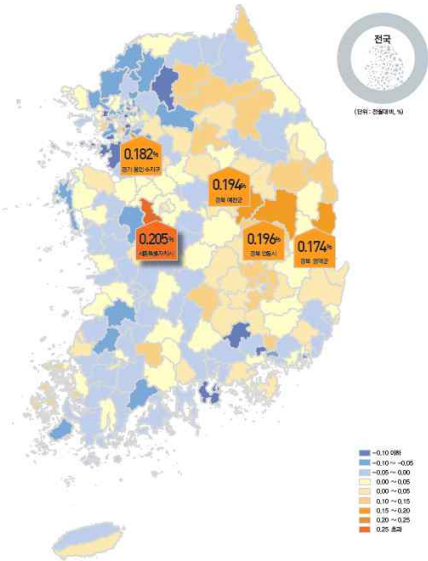 전국
(단위 : 전월대비, %)
0.182%
경기 용인 수지구
0.194%
경북 예천군
0.205%
세종특별자치시
0.196%
경북 안동시
0.174%
경북 영덕군
-0.10 이하
-0.10 ~ -0.05
-0.05 ~ 0.00
0.00 ~ 0.05
0.00 ~ 0.05
0.10 ~ 0.15
0.15 ~ 0.20
0.20 ~ 0.25
0.25 초과